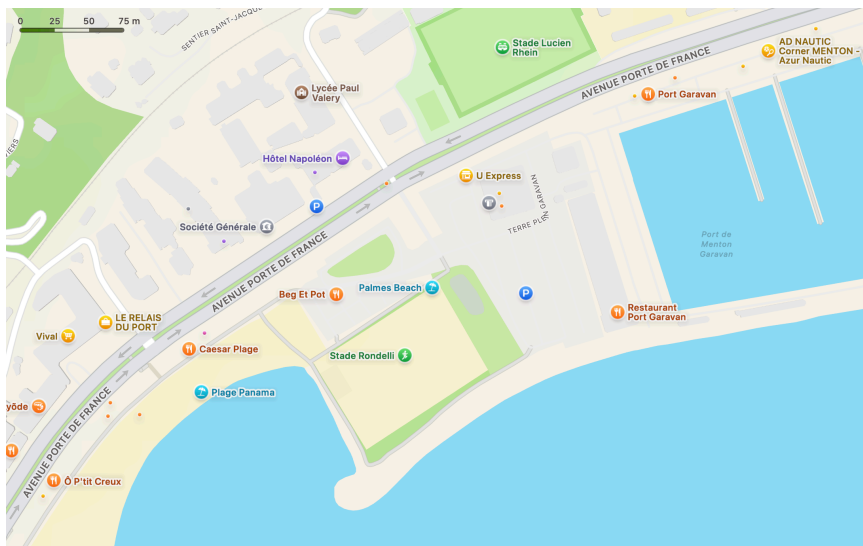 0 25 50 75 m
SENTIER SAINT-JACQU
Stade Lucien
Rhein
AVENUE PORTE DE FRANCE
AD NAUTIC
Corner MENTON -
Azur Nautic
Lycée Paul
Valery
Port Garavan
Hôtel Napoléon
P
U Express
TERRE PLEIN GARAVAN
Société Générale
AVENUE PORTE DE FRANCE
Port de
Menton
Garavan
Beg Et Pot
Palmes Beach
P
Restaurant
Port Garavan
LE RELAIS
DU PORT
Vival
Caesar Plage
Stade Rondelli
Plage Panama
yōde
AVENUE PORTE DE FRANCE
Ô P'tit Creux